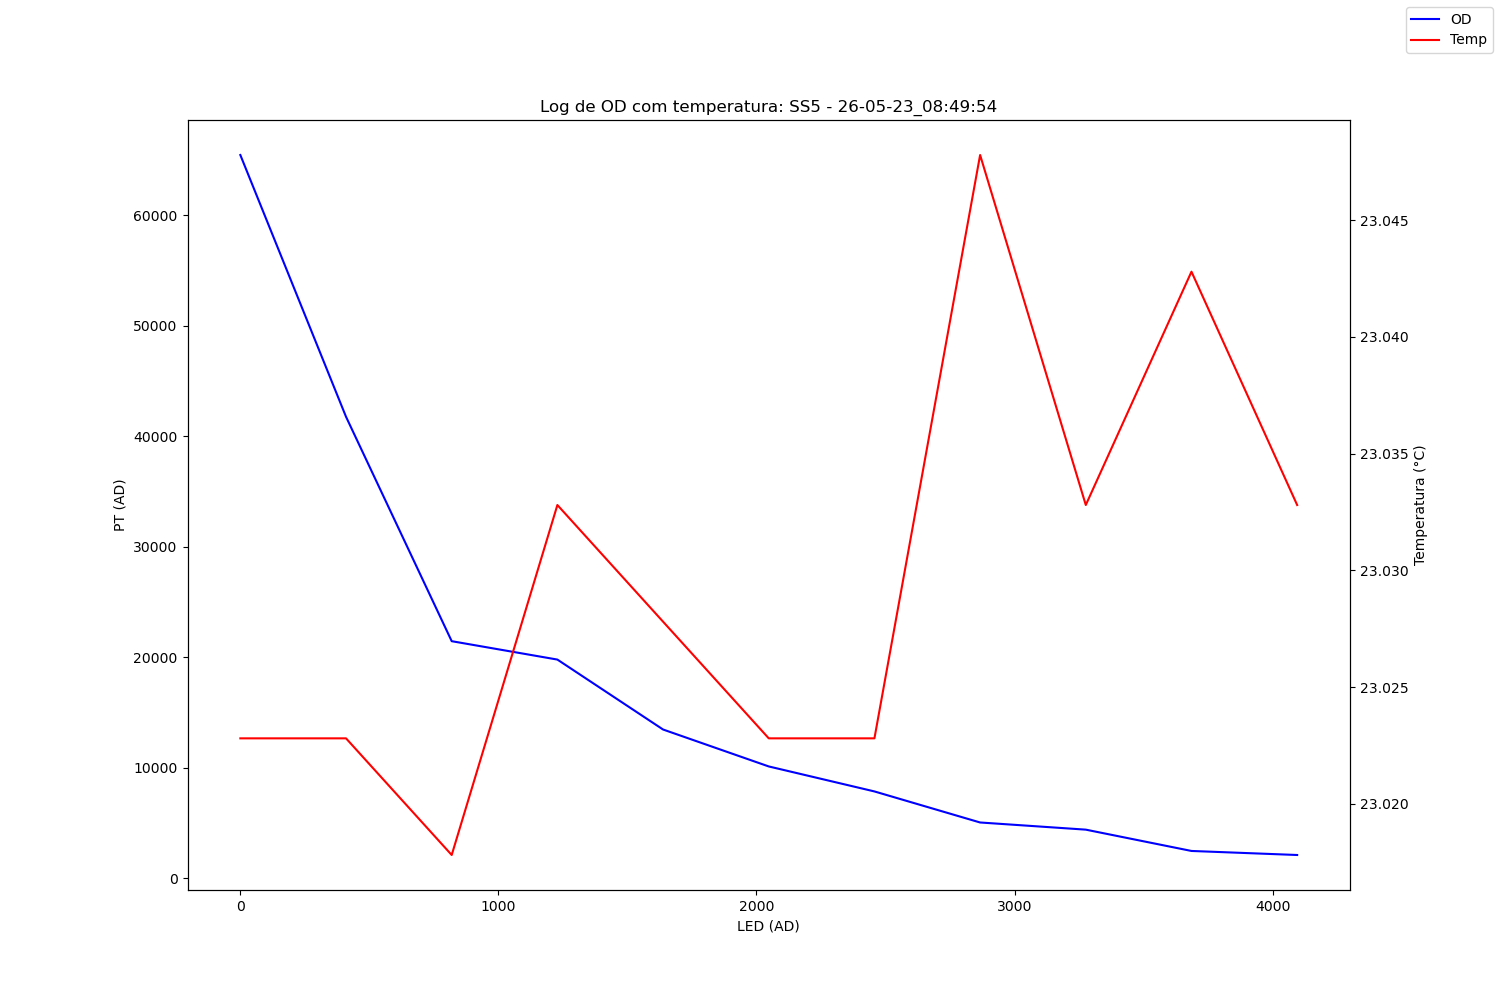 OD
Temp
Log de OD com temperatura: SS5 - 26-05-23_08:49:54
60000
50000
40000
30000
20000
10000
0
PT (AD)
23.045
23.040
23.035
23.030
23.025
23.020
Temperatura (°C)
0 1000 2000 3000 4000
LED (AD)